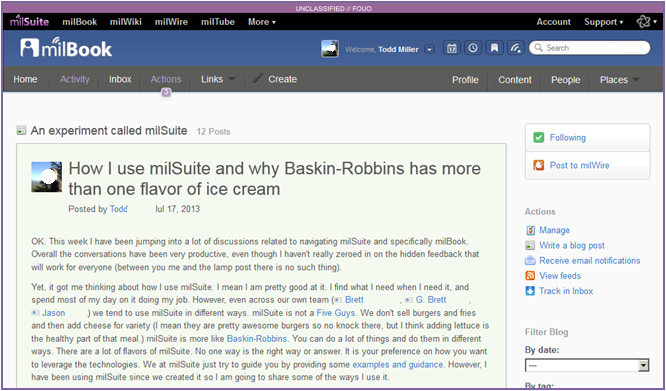 UNCLASSIFIED // FOUO
milSuite milBook milWiki milWire milTube More Account Support
milBook Welcome, Todd Miller Search
Home Activity Inbox Actions Links Create Profile Content People Places
3
An experiment called milSuite 12 Posts
How I use milSuite and why Baskin-Robbins has more
than one flavor of ice cream
Posted by Todd Jul 17, 2013
OK. This week I have been jumping into a lot of discussions related to navigating milSuite and specifically milBook.
Overall the conversations have been very productive, even though I haven't really zeroed in on the hidden feedback that
will work for everyone (between you me and the lamp post there is no such thing).
Yet, it got me thinking about how I use milSuite. I mean I am pretty good at it. I find what I need when I need it, and
spend most of my day on it doing my job. However, even across our own team ( Brett , G. Brett ,
Jason ) we tend to use milSuite in different ways. milSuite is not a Five Guys. We don't sell burgers and fries
and then add cheese for variety (I mean they are pretty awesome burgers so no knock there, but I think adding lettuce is
the healthy part of that meal.) milSuite is more like Baskin-Robbins. You can do a lot of things and do them in different
ways. There are a lot of flavors of milSuite. No one way is the right way or answer. It is your preference on how you want
to leverage the technologies. We at milSuite just try to guide you by providing some examples and guidance. However, I
have been using milSuite since we created it so I am going to share some of the ways I use it.
Following
Post to milWire
Actions
Manage
Write a blog post
Receive email notifications
View feeds
Track in Inbox
Filter Blog
By date:
---
By tag: